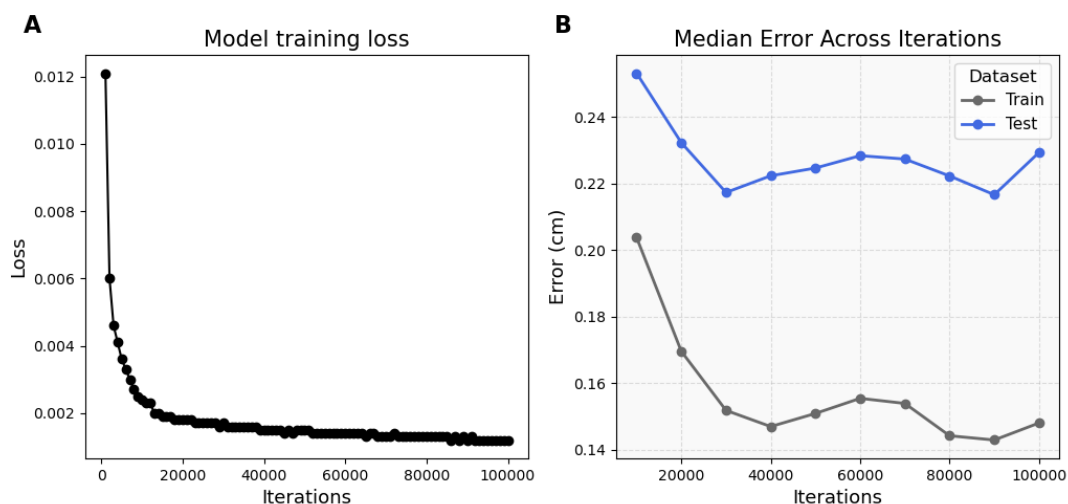 A
Model training loss
Loss
0.012
0.010
0.008
0.006
0.004
0.002
0
20000
40000
60000
80000
100000
Iterations
B
Median Error Across Iterations
Error (cm)
0.24
0.22
0.20
0.18
0.16
0.14
20000
40000
60000
80000
100000
Iterations
Dataset
Train
Test